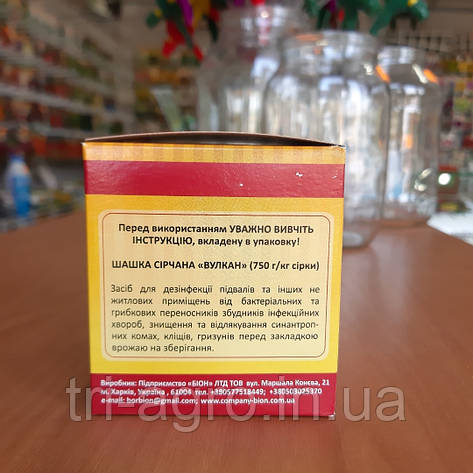 Перед використанням УВАЖНО ВИВЧІТЬ
ІНСТРУКЦІЮ, вкладену в упаковку!
ШАШКА СІРЧАНА «ВУЛКАН» (750 г/кг сірки)
Засіб для дезінфекції підвалів та інших не
житлових приміщень від бактеріальних та
грибкових переносників збудників інфекційних
хвороб, знищення та відлякування синантроп-
них комах, кліщів, гризунів перед закладкою
врожаю на зберігання.
Виробник: Підприємство «БІОН» ЛТД ТОВ вул. Маршала Конєва, 21
м. Харків, Україна , 61004 тел. +380577518449; +380503025370
e-mail: borbion@gmail.com; www.company-bion.com.ua
tri-agro.in.ua